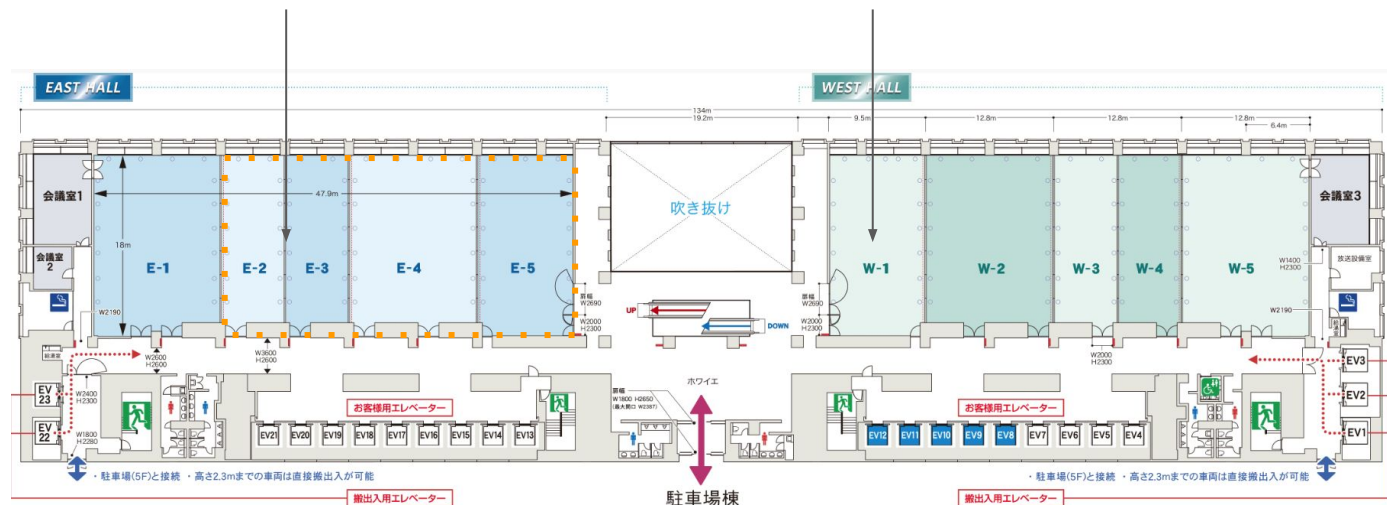 EAST HALL
WEST HALL
134m
19.2m
9.5m
12.8m
12.8m
12.8m
6.4m
会議室1
会議室2
47.9m
18m
E-1
E-2
E-3
E-4
E-5
吹き抜け
W-1
W-2
W-3
W-4
W-5
会議室3
放送設備室
W1400
H2300
W2190
W2190
扉幅
W2690
W2000
H2300
UP
DOWN
扉幅
W2690
W2000
H2300
W2600
H2600
W3600
H2600
W2000
H2300
給湯室
EV
23
W2400
H2300
EV
22
W1800
H2280
ホワイエ
扉幅
W1800 H2650
(最大開口 W2387)
お客様用エレベーター
EV21
EV20
EV19
EV18
EV17
EV16
EV15
EV14
EV13
お客様用エレベーター
EV12
EV11
EV10
EV9
EV8
EV7
EV6
EV5
EV4
EV3
EV2
EV1
・駐車場(5F)と接続 ・高さ2.3mまでの車両は直接搬出入が可能
・駐車場(5F)と接続 ・高さ2.3mまでの車両は直接搬出入が可能
搬出入用エレベーター
駐車場棟
搬出入用エレベーター